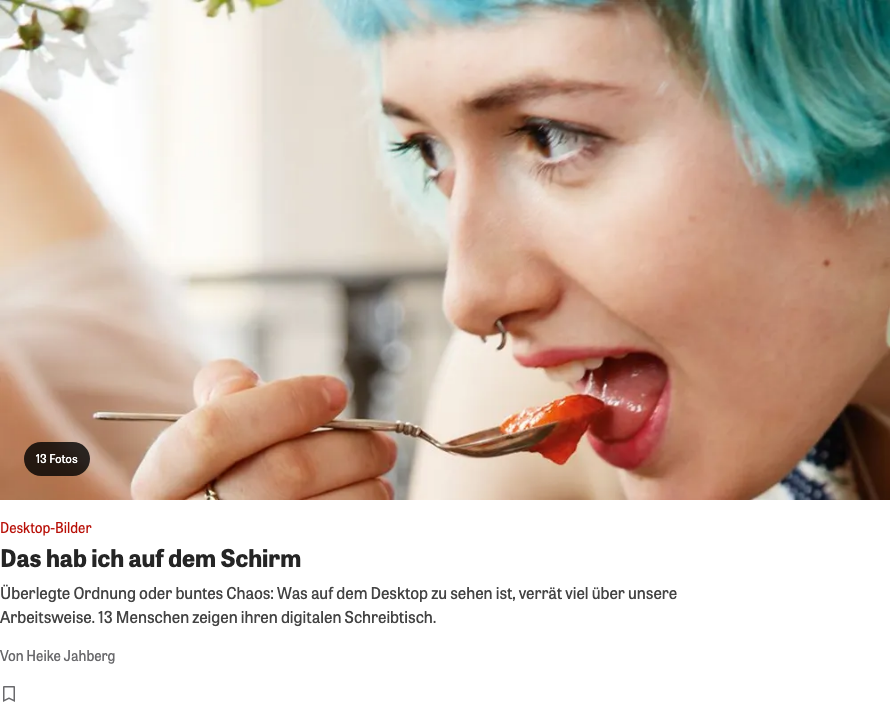 13 Fotos
Desktop-Bilder
Das hab ich auf dem Schirm
Überlegte Ordnung oder buntes Chaos: Was auf dem Desktop zu sehen ist, verrät viel über unsere
Arbeitsweise. 13 Menschen zeigen ihren digitalen Schreibtisch.
Von Heike Jahberg